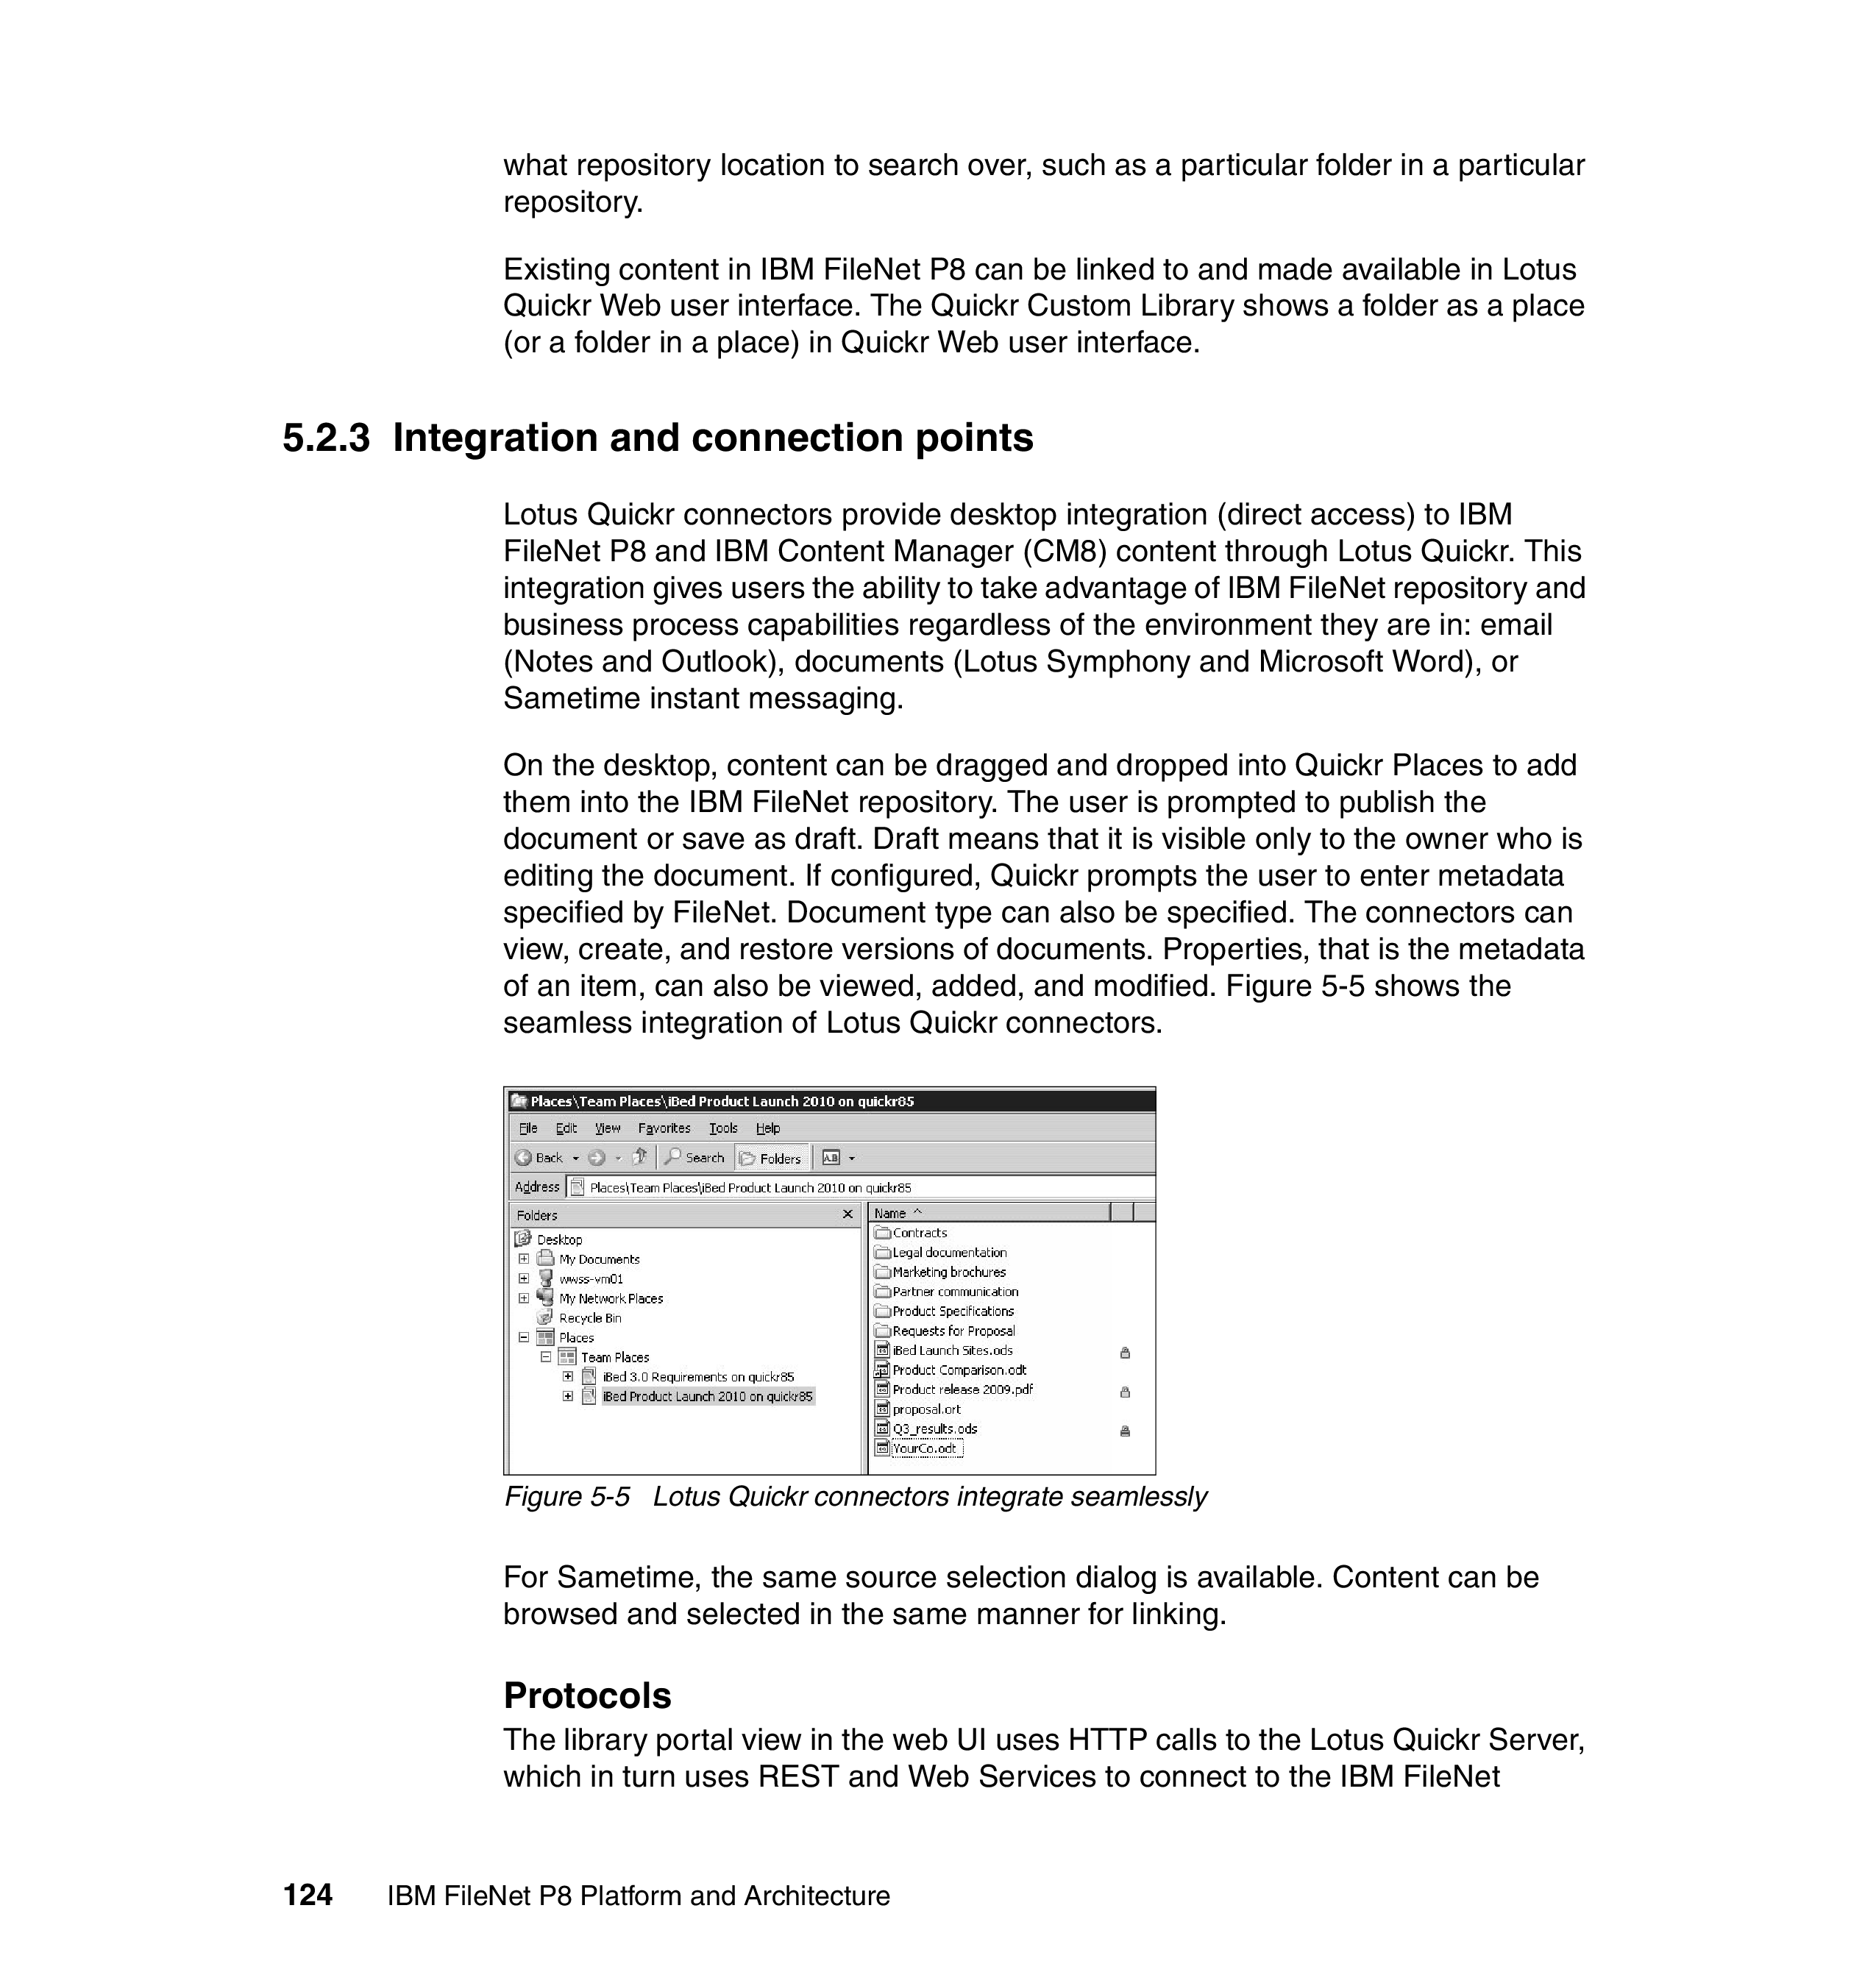 what repository location to search over, such as a particular folder in a particular
repository.
Existing content in IBM FileNet P8 can be linked to and made available in Lotus
Quickr Web user interface. The Quickr Custom Library shows a folder as a place
(or a folder in a place) in Quickr Web user interface.
5.2.3 Integration and connection points
Lotus Quickr connectors provide desktop integration (direct access) to IBM
FileNet P8 and IBM Content Manager (CM8) content through Lotus Quickr. This
integration gives users the ability to take advantage of IBM FileNet repository and
business process capabilities regardless of the environment they are in: email
(Notes and Outlook), documents (Lotus Symphony and Microsoft Word), or
Sametime instant messaging.
On the desktop, content can be dragged and dropped into Quickr Places to add
them into the IBM FileNet repository. The user is prompted to publish the
document or save as draft. Draft means that it is visible only to the owner who is
editing the document. If configured, Quickr prompts the user to enter metadata
specified by FileNet. Document type can also be specified. The connectors can
view, create, and restore versions of documents. Properties, that is the metadata
of an item, can also be viewed, added, and modified. Figure 5-5 shows the
seamless integration of Lotus Quickr connectors.
Places\Team Places\iBed Product Launch 2010 on quickr85
File Edit View Favorites Tools Help
Back Search Folders
Address Places\Team Places\iBed Product Launch 2010 on quickr85
Folders
Desktop
My Documents
wwss-vm01
My Network Places
Recycle Bin
Places
Team Places
iBed 3.0 Requirements on quickr85
iBed Product Launch 2010 on quickr85
Name
Contracts
Legal documentation
Marketing brochures
Partner communication
Product Specifications
Requests for Proposal
iBed Launch Sites.ods
Product Comparison.odt
Product release 2009.pdf
proposal.ort
Q3_results.ods
YourCo.odt
Figure 5-5 Lotus Quickr connectors integrate seamlessly
For Sametime, the same source selection dialog is available. Content can be
browsed and selected in the same manner for linking.
Protocols
The library portal view in the web UI uses HTTP calls to the Lotus Quickr Server,
which in turn uses REST and Web Services to connect to the IBM FileNet
124 IBM FileNet P8 Platform and Architecture